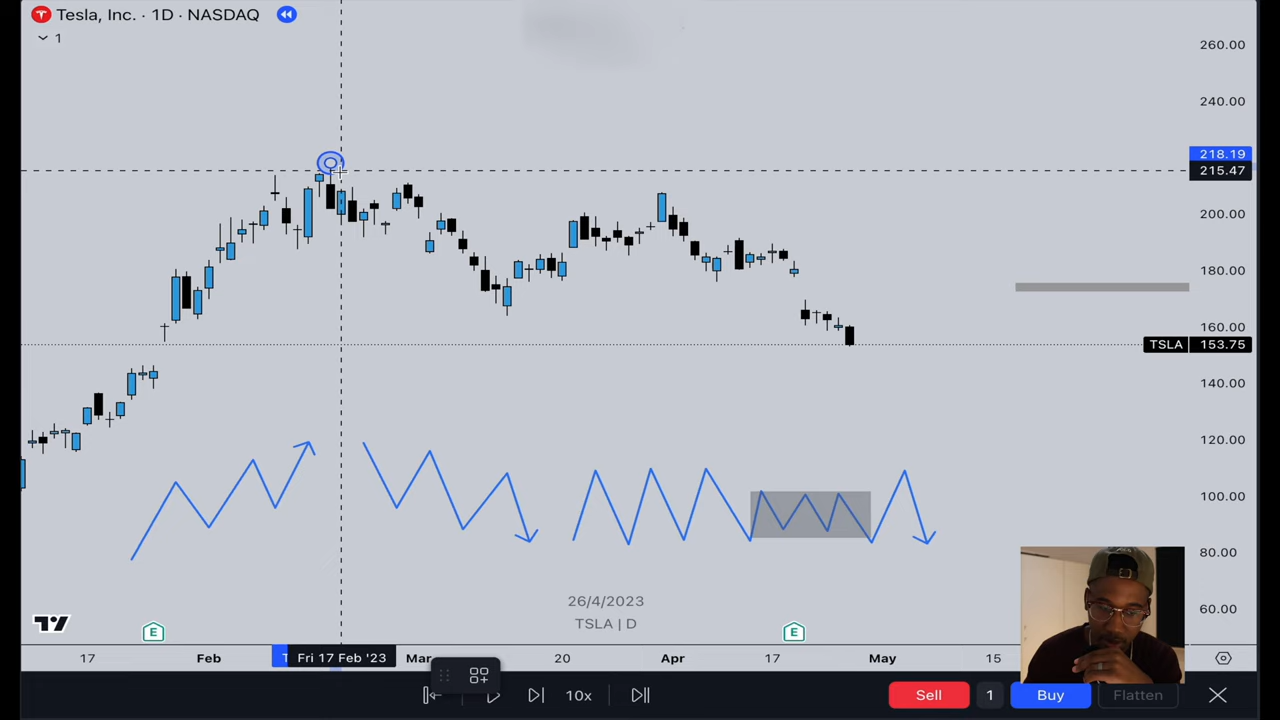 Tesla, Inc. · 1D · NASDAQ
1
260.00
240.00
218.19
215.47
200.00
180.00
160.00
TSLA 153.75
140.00
120.00
100.00
80.00
60.00
26/4/2023
TSLA | D
E E
17 Feb Fri 17 Feb '23 Mar 20 Apr 17 May 15
10x Sell 1 Buy Flatten